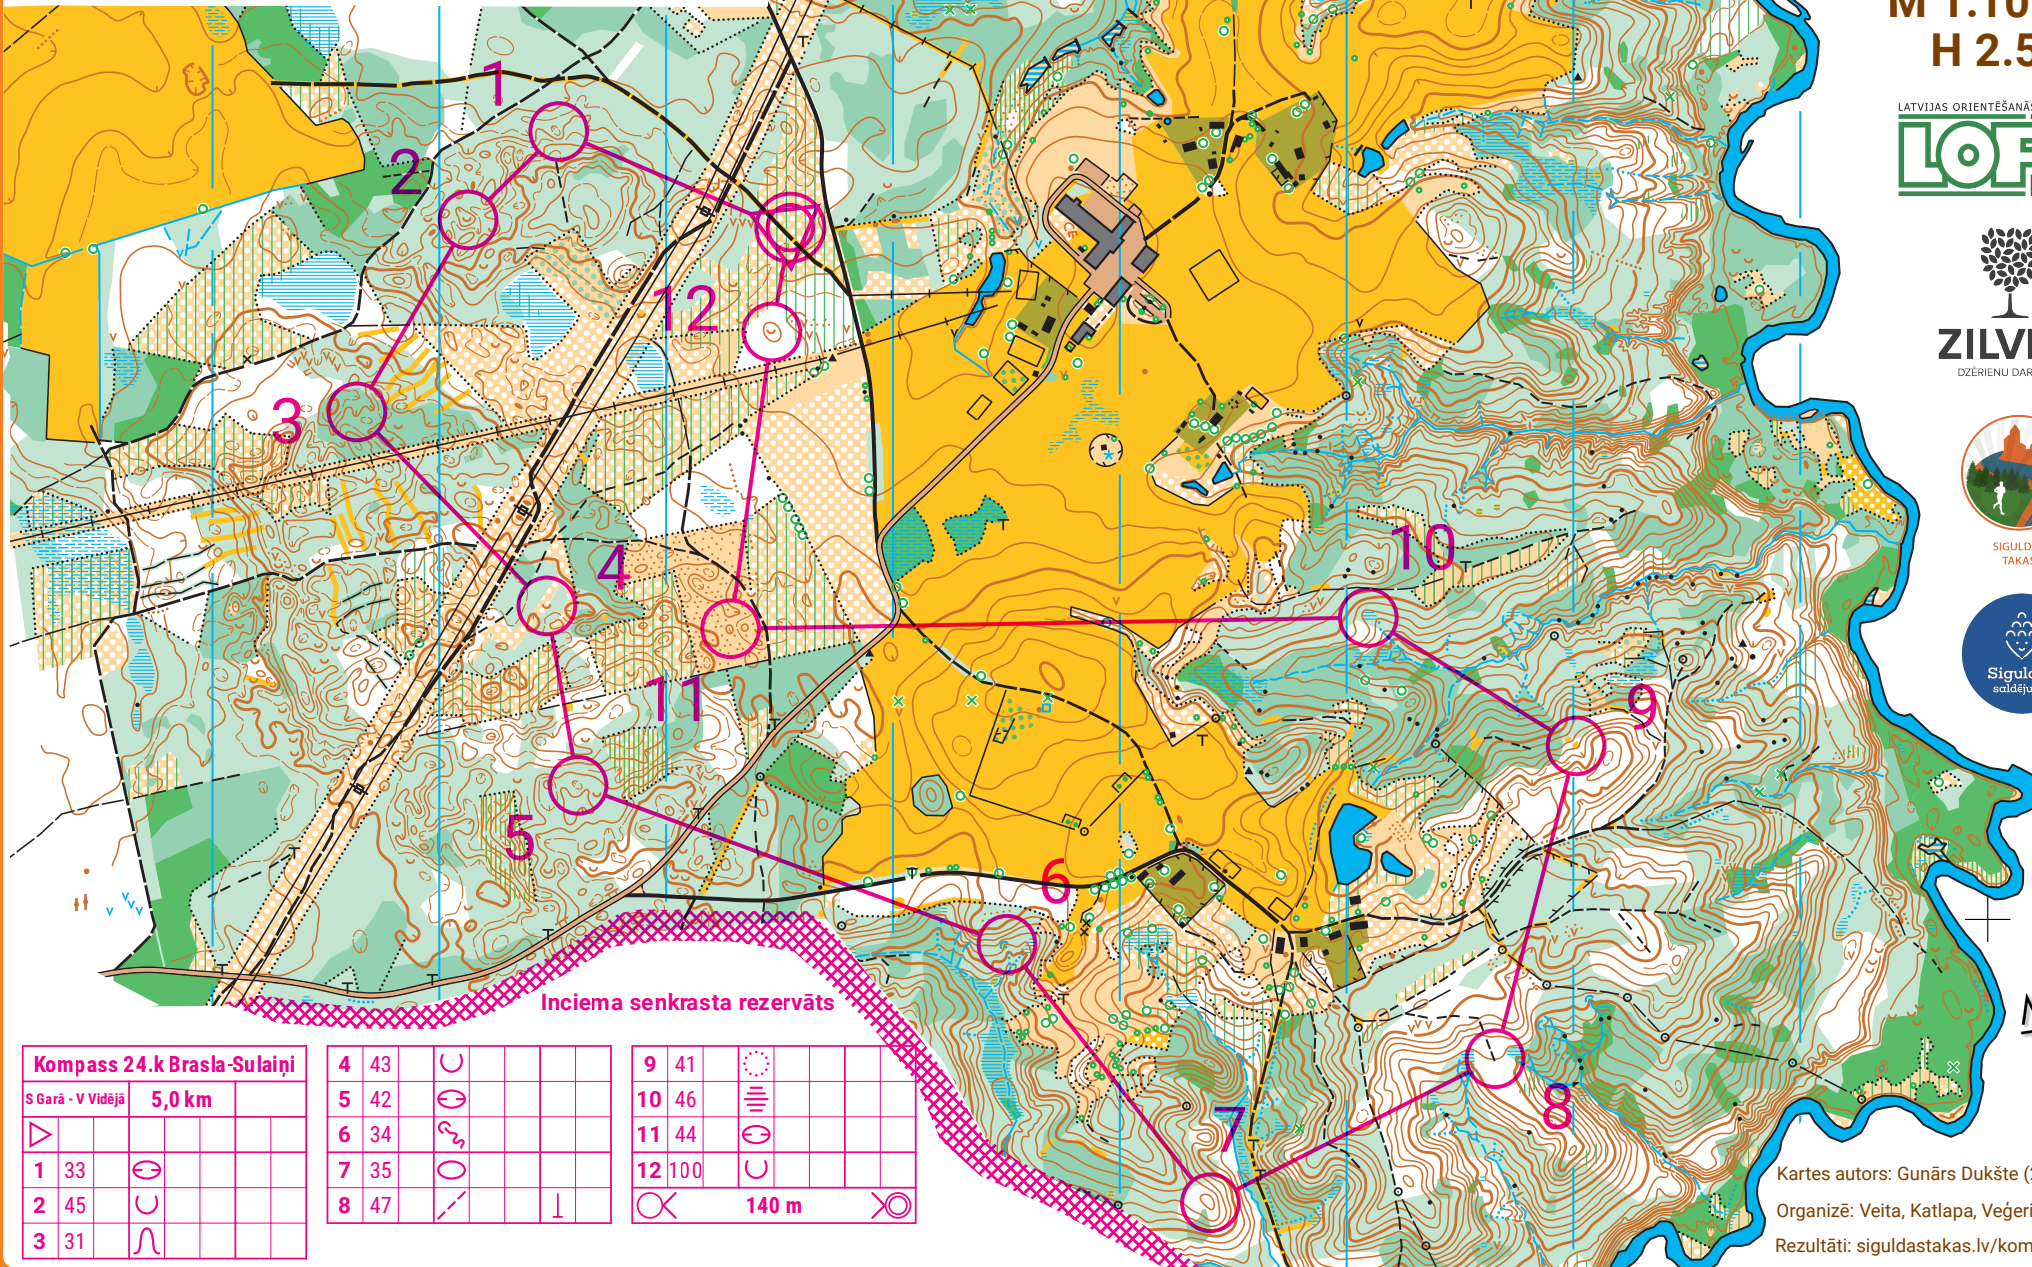 M 1:10
H 2.5
LATVIJAS ORIENTĒŠANĀS
LOF
ZILV
DZĒRIENU DAR
SIGULD
TAKAS
Sigul
saldēju
1
2
3
4
5
6
7
8
9
10
11
12
Inciema senkrasta rezervāts
Kompass 24.k Brasla-Sulaiņi
S Garā - V Vidējā 5,0 km
1 33
2 45
3 31
4 43
5 42
6 34
7 35
8 47
9 41
10 46
11 44
12 100
140 m
Kartes autors: Gunārs Dukšte (2
Organizē: Veita, Katlapa, Veģeri
Rezultāti: siguldastakas.lv/kom